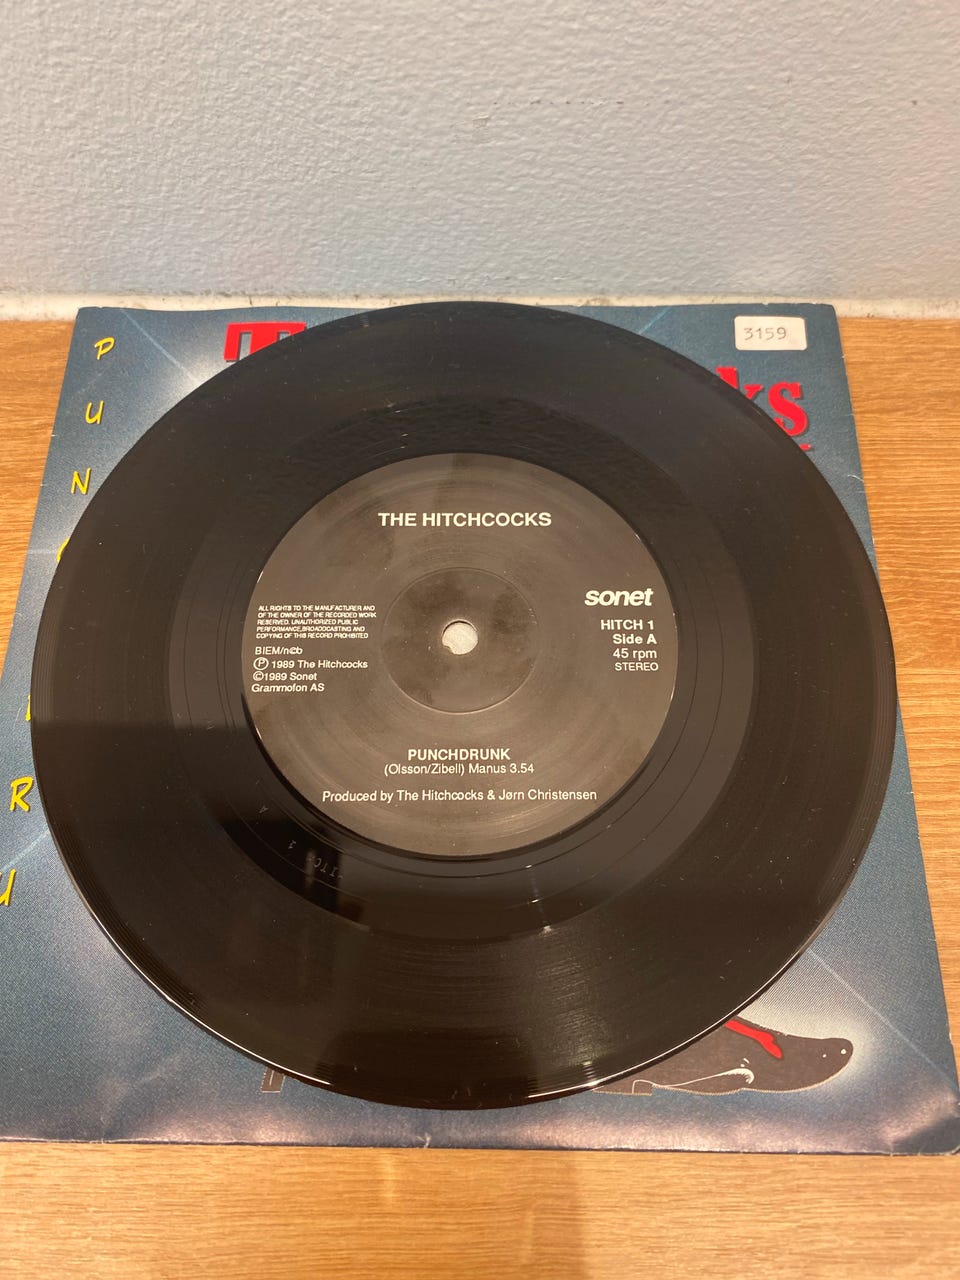 3159
T
ks
P
U
N
R
U
THE HITCHCOCKS
sonet
HITCH 1
Side A
45 rpm
STEREO
ALL RIGHTS TO THE MANUFACTURER AND
OF THE OWNER OF THE RECORDED WORK
RESERVED. UNAUTHORIZED PUBLIC
PERFORMANCE, BROADCASTING AND
COPYING OF THIS RECORD PROHIBITED
BIEM/n©b
Ⓟ 1989 The Hitchcocks
©1989 Sonet
Grammofon AS
PUNCHDRUNK
(Olsson/Zibell) Manus 3.54
Produced by The Hitchcocks & Jørn Christensen
A